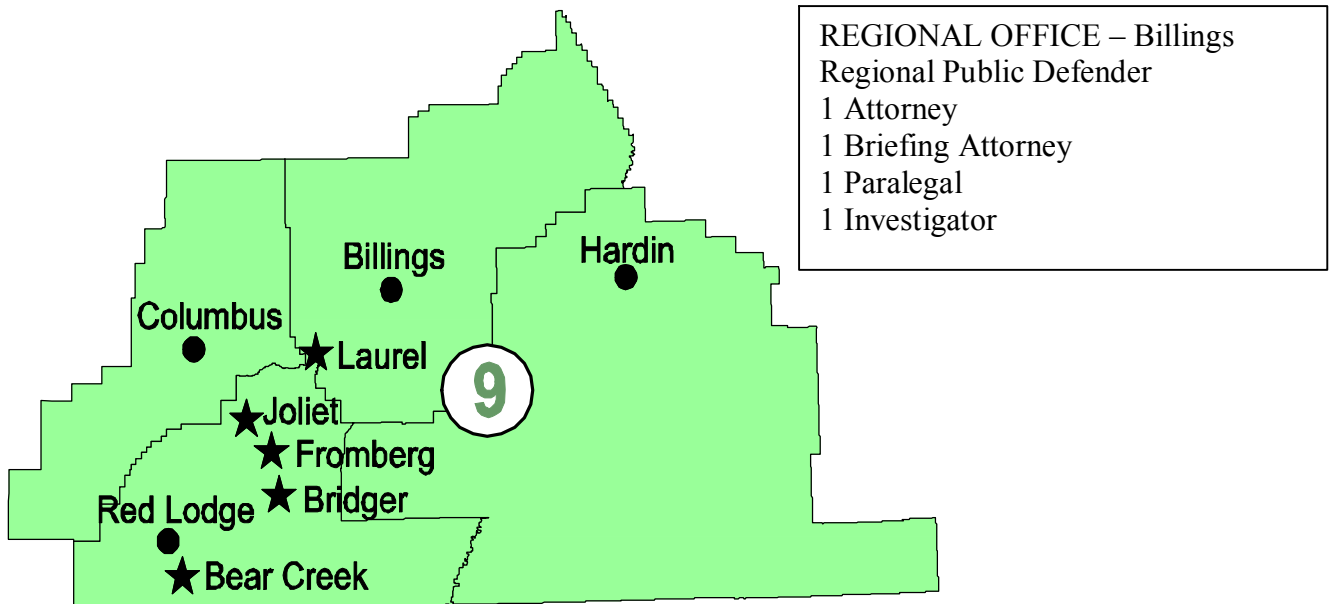 REGIONAL OFFICE – Billings
Regional Public Defender
1 Attorney
1 Briefing Attorney
1 Paralegal
1 Investigator
Billings
Hardin
Columbus
Laurel
9
Joliet
Fromberg
Bridger
Red Lodge
Bear Creek